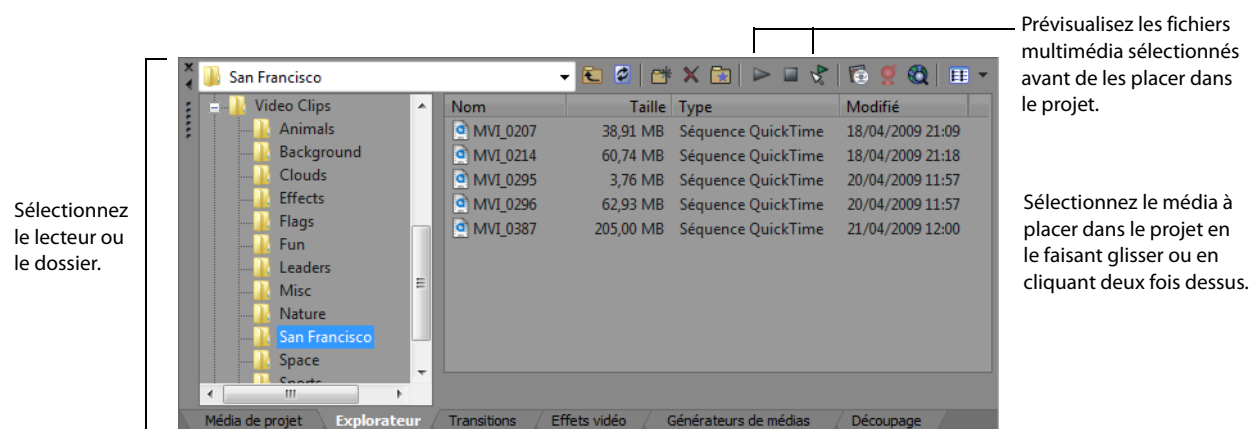 Prévisualisez les fichiers
multimédia sélectionnés
avant de les placer dans
le projet.
San Francisco
Video Clips
Animals
Background
Clouds
Effects
Flags
Fun
Leaders
Misc
Nature
San Francisco
Space
Sports
Nom Taille Type Modifié
MVI_0207 38,91 MB Séquence QuickTime 18/04/2009 21:09
MVI_0214 60,74 MB Séquence QuickTime 18/04/2009 21:18
MVI_0295 3,76 MB Séquence QuickTime 20/04/2009 11:57
MVI_0296 62,93 MB Séquence QuickTime 20/04/2009 11:57
MVI_0387 205,00 MB Séquence QuickTime 21/04/2009 12:00
Sélectionnez
le lecteur ou
le dossier.
Sélectionnez le média à
placer dans le projet en
le faisant glisser ou en
cliquant deux fois dessus.
Média de projet Explorateur Transitions Effets vidéo Générateurs de médias Découpage